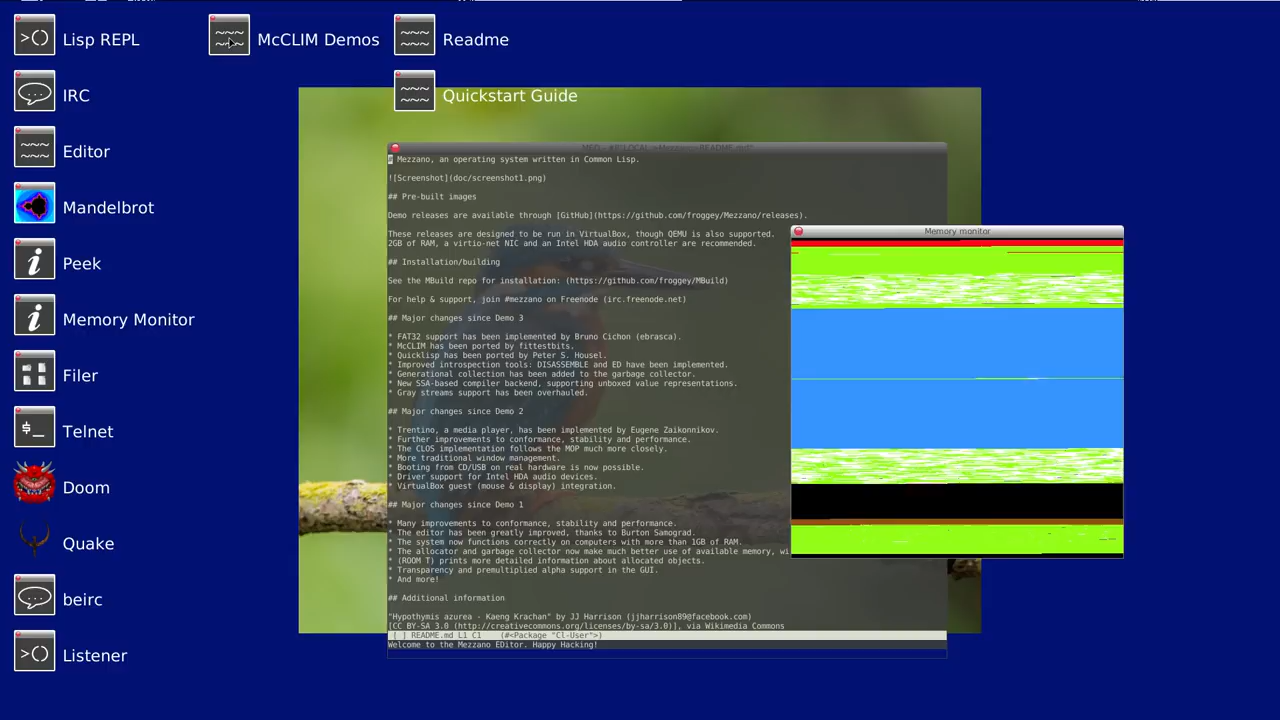 Lisp REPL
McCLIM Demos
Readme
IRC
Quickstart Guide
Editor
Mandelbrot
Peek
Memory Monitor
Filer
Telnet
Doom
Quake
beirc
Listener
# Mezzano, an operating system written in Common Lisp.
![Screenshot](doc/screenshot1.png)
## Pre-built images
Demo releases are available through [GitHub](https://github.com/froggey/Mezzano/releases).
These releases are designed to be run in VirtualBox, though QEMU is also supported.
2GB of RAM, a virtio-net NIC and an Intel HDA audio controller are recommended.
## Installation/building
See the MBuild repo for installation: (https://github.com/froggey/MBuild)
For help & support, join #mezzano on Freenode (irc.freenode.net)
## Major changes since Demo 3
* FAT32 support has been implemented by Bruno Cichon (ebrasca).
* McCLIM has been ported by fittestbits.
* Quicklisp has been ported by Peter S. Housel.
* Improved introspection tools: DISASSEMBLE and ED have been implemented.
* Generational collection has been added to the garbage collector.
* New SSA-based compiler backend, supporting unboxed value representations.
* Gray streams support has been overhauled.
## Major changes since Demo 2
* Trentino, a media player, has been implemented by Eugene Zaikonnikov.
* Further improvements to conformance, stability and performance.
* The CLOS implementation follows the MOP much more closely.
* More traditional window management.
* Booting from CD/USB on real hardware is now possible.
* Driver support for Intel HDA audio devices.
* VirtualBox guest (mouse & display) integration.
## Major changes since Demo 1
* Many improvements to conformance, stability and performance.
* The editor has been greatly improved, thanks to Burton Samograd.
* The system now functions correctly on computers with more than 1GB of RAM.
* The allocator and garbage collector now make much better use of available memory, wi
* (ROOM T) prints more detailed information about allocated objects.
* Transparency and premultiplied alpha support in the GUI.
* And more!
## Additional information
"Hypothymis azurea - Kaeng Krachan" by JJ Harrison (jjharrison89@facebook.com)
[CC BY-SA 3.0 (http://creativecommons.org/licenses/by-sa/3.0)], via Wikimedia Commons
[ ] README.md L1 C1 (#<Package "Cl-User">)
Welcome to the Mezzano EDitor. Happy Hacking!
Memory monitor